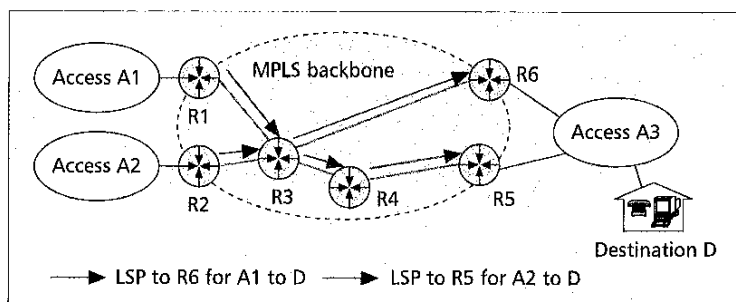 Access A1
R1
MPLS backbone
R6
Access A3
Access A2
R2
R3
R4
R5
Destination D
LSP to R6 for A1 to D LSP to R5 for A2 to D